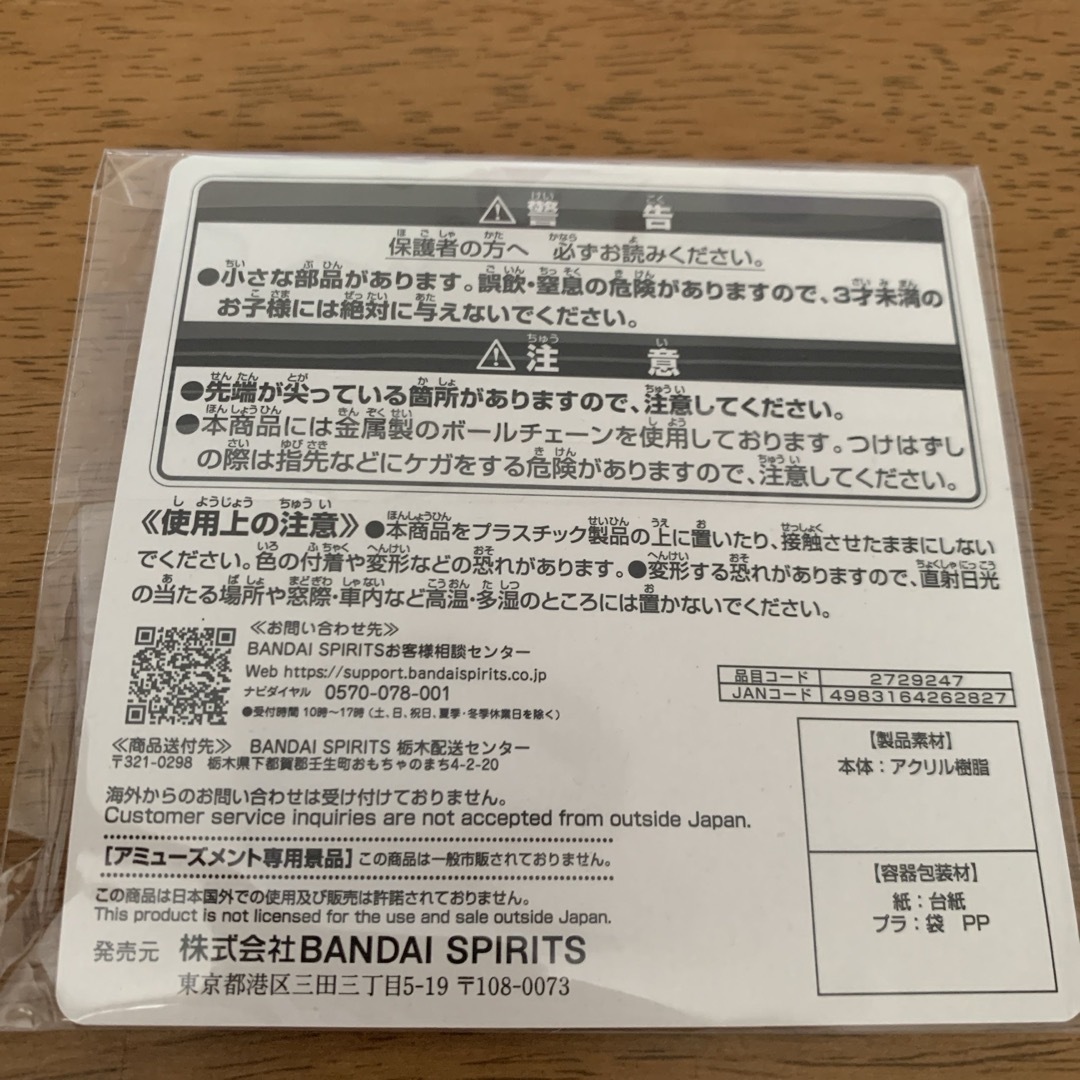 ⚠警告
保護者の方へ 必ずお読みください。
●小さな部品があります。誤飲・窒息の危険がありますので、3才未満の
お子様には絶対に与えないでください。
⚠注意
●先端が尖っている箇所がありますので、注意してください。
●本商品には金属製のボールチェーンを使用しております。つけはずし
の際は指先などにケガをする危険がありますので、注意してください。
《使用上の注意》●本商品をプラスチック製品の上に置いたり、接触させたままにしない
でください。色の付着や変形などの恐れがあります。●変形する恐れがありますので、直射日光
の当たる場所や窓際・車内など高温・多湿のところには置かないでください。
≪お問い合わせ先≫
BANDAI SPIRITSお客様相談センター
Web https://support.bandaispirits.co.jp
ナビダイヤル 0570-078-001
●受付時間 10時〜17時(土、日、祝日、夏季・冬季休業日を除く)
品目コード 2729247
JANコード 4983164262827
≪商品送付先≫ BANDAI SPIRITS 栃木配送センター
〒321-0298 栃木県下都賀郡壬生町おもちゃのまち4-2-20
海外からのお問い合わせは受け付けておりません。
Customer service inquiries are not accepted from outside Japan.
[アミューズメント専用景品] この商品は一般市販されておりません。
この商品は日本国外での使用及び販売は許諾されておりません。
This product is not licensed for the use and sale outside Japan.
発売元 株式会社BANDAI SPIRITS
東京都港区三田三丁目5-19 〒108-0073
【製品素材】
本体:アクリル樹脂
【容器包装材】
紙:台紙
プラ:袋 PP